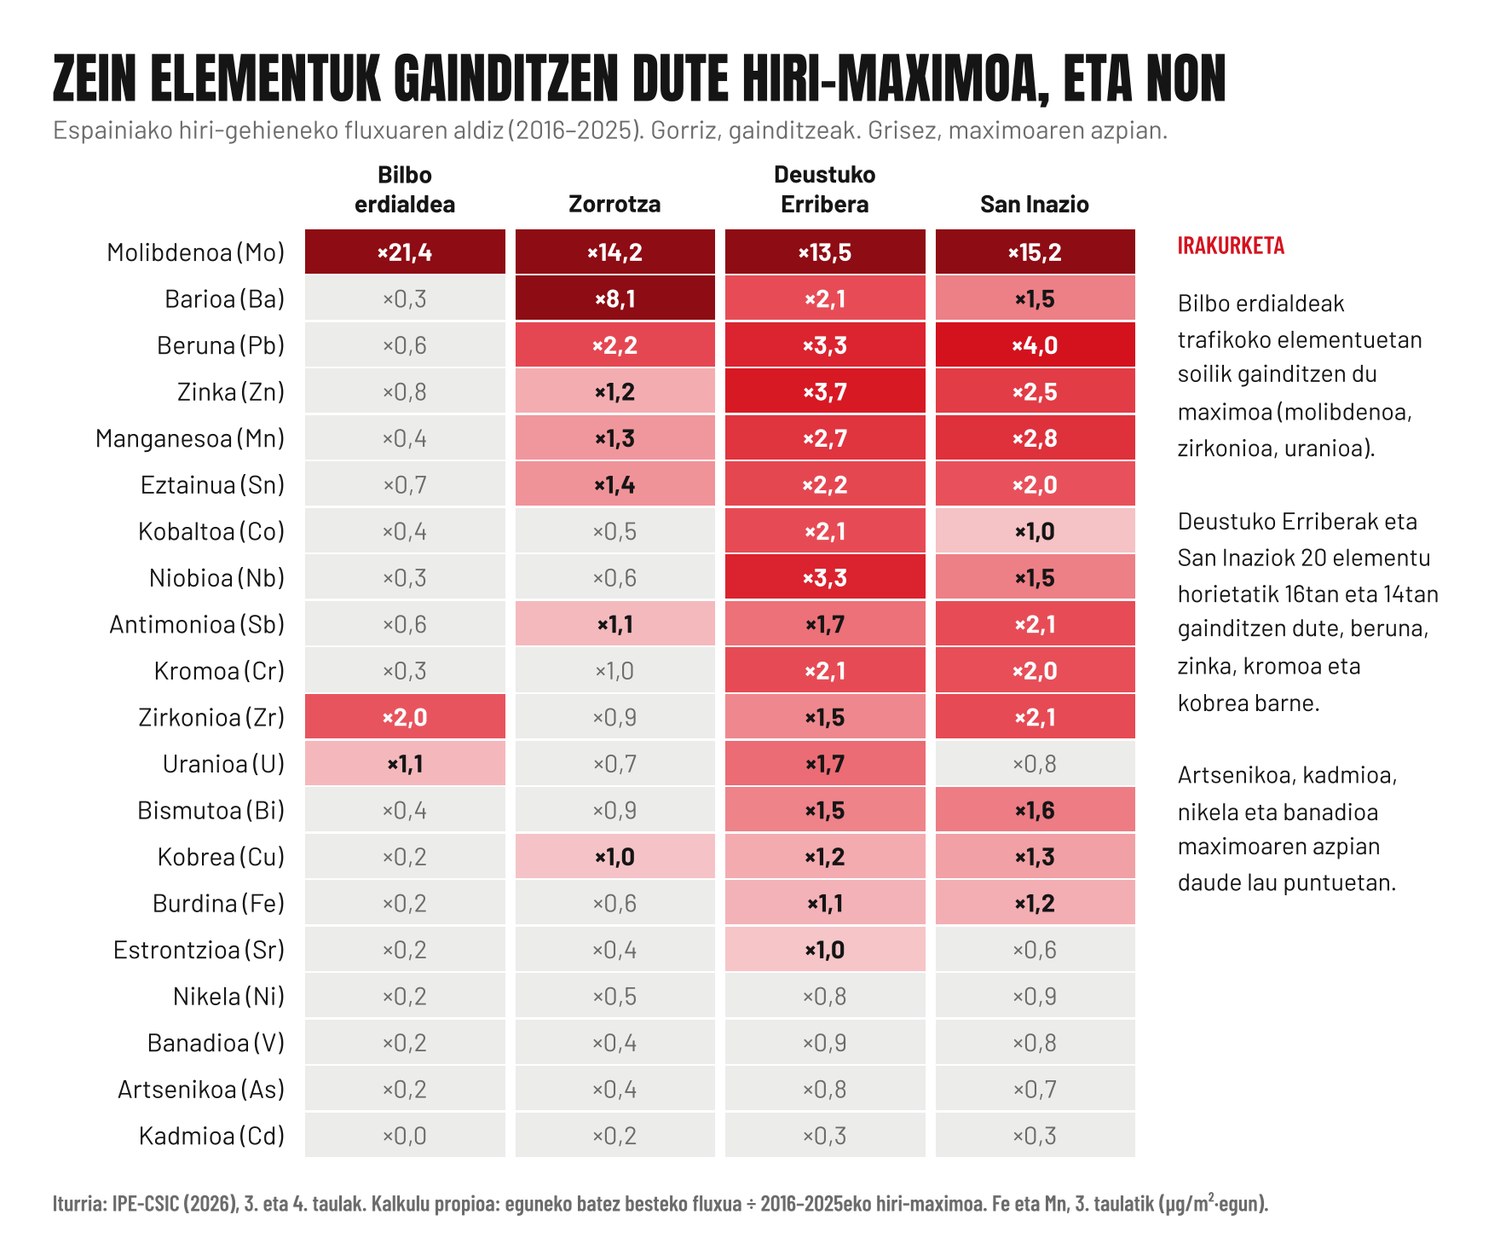 ZEIN ELEMENTUK GAINDITZEN DUTE HIRI-MAXIMOA, ETA NON
Espainiako hiri-gehieneko fluxuaren aldiz (2016–2025). Gorriz, gainditzeak. Grisez, maximoaren azpian.
Bilbo erdialdea Zorrotza Deustuko Erribera San Inazio
Molibdenoa (Mo) ×21,4 ×14,2 ×13,5 ×15,2
Barioa (Ba) ×0,3 ×8,1 ×2,1 ×1,5
Beruna (Pb) ×0,6 ×2,2 ×3,3 ×4,0
Zinka (Zn) ×0,8 ×1,2 ×3,7 ×2,5
Manganesoa (Mn) ×0,4 ×1,3 ×2,7 ×2,8
Eztainua (Sn) ×0,7 ×1,4 ×2,2 ×2,0
Kobaltoa (Co) ×0,4 ×0,5 ×2,1 ×1,0
Niobioa (Nb) ×0,3 ×0,6 ×3,3 ×1,5
Antimonioa (Sb) ×0,6 ×1,1 ×1,7 ×2,1
Kromoa (Cr) ×0,3 ×1,0 ×2,1 ×2,0
Zirkonioa (Zr) ×2,0 ×0,9 ×1,5 ×2,1
Uranioa (U) ×1,1 ×0,7 ×1,7 ×0,8
Bismutoa (Bi) ×0,4 ×0,9 ×1,5 ×1,6
Kobrea (Cu) ×0,2 ×1,0 ×1,2 ×1,3
Burdina (Fe) ×0,2 ×0,6 ×1,1 ×1,2
Estrontzioa (Sr) ×0,2 ×0,4 ×1,0 ×0,6
Nikela (Ni) ×0,2 ×0,5 ×0,8 ×0,9
Banadioa (V) ×0,2 ×0,4 ×0,9 ×0,8
Artsenikoa (As) ×0,2 ×0,4 ×0,8 ×0,7
Kadmioa (Cd) ×0,0 ×0,2 ×0,3 ×0,3
IRAKURKETA
Bilbo erdialdeak
trafikoko elementuetan
soilik gainditzen du
maximoa (molibdenoa,
zirkonioa, uranioa).
Deustuko Erriberak eta
San Inaziok 20 elementu
horietatik 16tan eta 14tan
gainditzen dute, beruna,
zinka, kromoa eta
kobrea barne.
Artsenikoa, kadmioa,
nikela eta banadioa
maximoaren azpian
daude lau puntuetan.
Iturria: IPE-CSIC (2026), 3. eta 4. taulak. Kalkulu propioa: eguneko batez besteko fluxua ÷ 2016–2025eko hiri-maximoa. Fe eta Mn, 3. taulatik (µg/m²·egun).